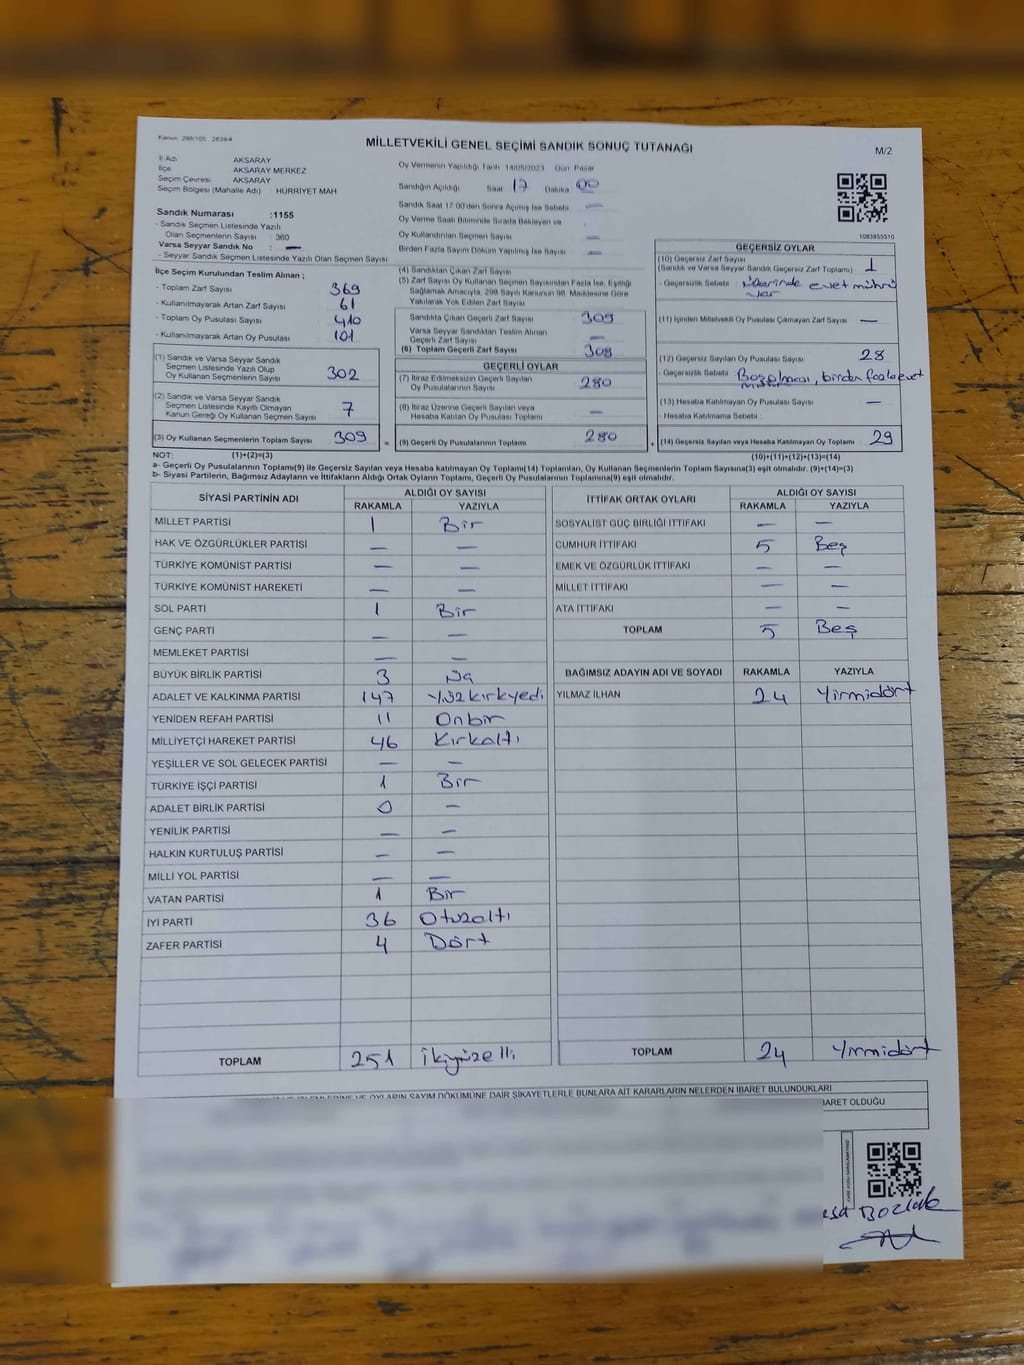 Kanun: 298/105 2839/4
MİLLETVEKİLİ GENEL SEÇİMİ SANDIK SONUÇ TUTANAĞI
M/2
İl Adı AKSARAY
İlçe AKSARAY MERKEZ
Seçim Çevresi AKSARAY
Seçim Bölgesi (Mahalle Adı) HÜRRİYET MAH
Sandık Numarası :1155
- Sandık Seçmen Listesinde Yazılı
Olan Seçmenlerin Sayısı : 360
Varsa Seyyar Sandık No : —
- Seyyar Sandık Seçmen Listesinde Yazılı Olan Seçmen Sayısı
Oy Vermenin Yapıldığı Tarih 14/05/2023 Gün Pazar
Sandığın Açıldığı Saat 17 Dakika 00
Sandık Saat 17:00'den Sonra Açılmış İse Sebebi —
Oy Verme Saati Bitiminde Sırada Bekleyen ve
Oy Kullandırılan Seçmen Sayısı —
Birden Fazla Sayım Döküm Yapılmış İse Sayısı —
1083855510
İlçe Seçim Kurulundan Teslim Alınan ;
- Toplam Zarf Sayısı 369
- Kullanılmayarak Artan Zarf Sayısı 61
- Toplam Oy Pusulası Sayısı 410
- Kullanılmayarak Artan Oy Pusulası 101
(1) Sandık ve Varsa Seyyar Sandık
Seçmen Listesinde Yazılı Olup
Oy Kullanan Seçmenlerin Sayısı 302
(2) Sandık ve Varsa Seyyar Sandık
Seçmen Listesinde Kayıtlı Olmayan
Kanun Gereği Oy Kullanan Seçmen Sayısı 7
(3) Oy Kullanan Seçmenlerin Toplam Sayısı 309 =
(4) Sandıktan Çıkan Zarf Sayısı
(5) Zarf Sayısı Oy Kullanan Seçmen Sayısından Fazla İse, Eşitliği
Sağlamak Amacıyla, 298 Sayılı Kanunun 98. Maddesine Göre
Yakılarak Yok Edilen Zarf Sayısı
Sandıkta Çıkan Geçerli Zarf Sayısı 309
Varsa Seyyar Sandıktan Teslim Alınan
Geçerli Zarf Sayısı —
(6) Toplam Geçerli Zarf Sayısı 308
GEÇERLİ OYLAR
(7) İtiraz Edilmeksizin Geçerli Sayılan
Oy Pusulalarının Sayısı 280
(8) İtiraz Üzerine Geçerli Sayılan veya
Hesaba Katılan Oy Pusulası Toplamı —
(9) Geçerli Oy Pusulalarının Toplamı 280 +
GEÇERSİZ OYLAR
(10) Geçersiz Zarf Sayısı
(Sandık ve Varsa Seyyar Sandık Geçersiz Zarf Toplamı) 1
- Geçersizlik Sebebi : üzerinde evet mührü
var
(11) İçinden Milletvekili Oy Pusulası Çıkmayan Zarf Sayısı —
(12) Geçersiz Sayılan Oy Pusulası Sayısı 28
- Geçersizlik Sebebi : Boş olması, birden fazla evet
(13) Hesaba Katılmayan Oy Pusulası Sayısı —
- Hesaba Katılmama Sebebi :
(14) Geçersiz Sayılan veya Hesaba Katılmayan Oy Toplamı 29
NOT: (1)+(2)=(3) (10)+(11)+(12)+(13)=(14)
a- Geçerli Oy Pusulalarının Toplamı(9) ile Geçersiz Sayılan veya Hesaba katılmayan Oy Toplamı(14) Toplamları, Oy Kullanan Seçmenlerin Toplam Sayısına(3) eşit olmalıdır. (9)+(14)=(3)
b- Siyasi Partilerin, Bağımsız Adayların ve İttifakların Aldığı Ortak Oyların Toplamı, Geçerli Oy Pusulalarının Toplamına(9) eşit olmalıdır.
SİYASİ PARTİNİN ADI ALDIĞI OY SAYISI
RAKAMLA YAZIYLA
MİLLET PARTİSİ 1 Bir
HAK VE ÖZGÜRLÜKLER PARTİSİ — —
TÜRKİYE KOMÜNİST PARTİSİ — —
TÜRKİYE KOMÜNİST HAREKETİ — —
SOL PARTİ 1 Bir
GENÇ PARTİ — —
MEMLEKET PARTİSİ — —
BÜYÜK BİRLİK PARTİSİ 3 Üç
ADALET VE KALKINMA PARTİSİ 147 Yüzkırkyedi
YENİDEN REFAH PARTİSİ 11 Onbir
MİLLİYETÇİ HAREKET PARTİSİ 46 Kırkaltı
YEŞİLLER VE SOL GELECEK PARTİSİ — —
TÜRKİYE İŞÇİ PARTİSİ 1 Bir
ADALET BİRLİK PARTİSİ 0 —
YENİLİK PARTİSİ — —
HALKIN KURTULUŞ PARTİSİ — —
MİLLİ YOL PARTİSİ — —
VATAN PARTİSİ 1 Bir
İYİ PARTİ 36 Otuzaltı
ZAFER PARTİSİ 4 Dört
TOPLAM 251 İkiyüzelli
İTTİFAK ORTAK OYLARI ALDIĞI OY SAYISI
RAKAMLA YAZIYLA
SOSYALİST GÜÇ BİRLİĞİ İTTİFAKI — —
CUMHUR İTTİFAKI 5 Beş
EMEK VE ÖZGÜRLÜK İTTİFAKI — —
MİLLET İTTİFAKI — —
ATA İTTİFAKI — —
TOPLAM 5 Beş
BAĞIMSIZ ADAYIN ADI VE SOYADI RAKAMLA YAZIYLA
YILMAZ İLHAN 24 Yirmidört
TOPLAM 24 Yirmidört
OYLARIN SAYIM DÖKÜMÜNE DAİR ŞİKAYETLERLE BUNLARA AİT KARARLARIN NELERDEN İBARET BULUNDUKLARI
İBARET OLDUĞU
Bozlak